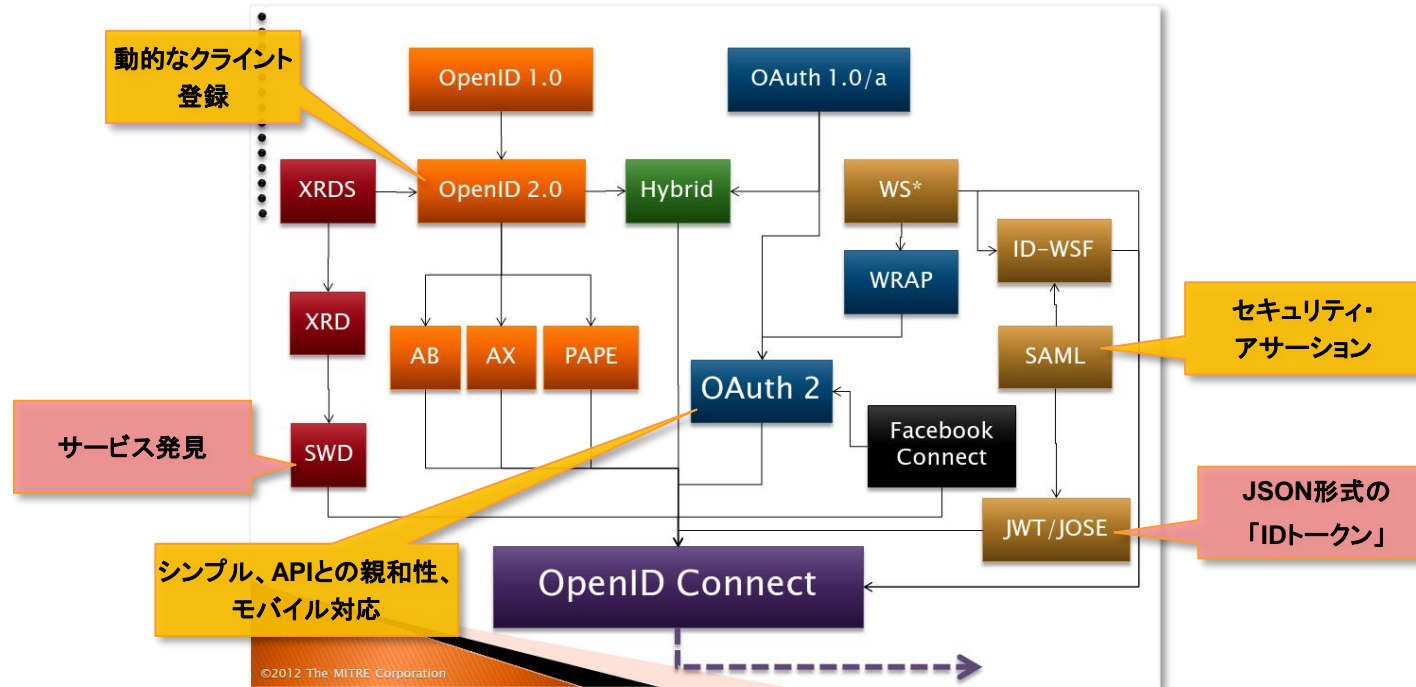 動的なクライント
登録
OpenID 1.0
OAuth 1.0/a
XRDS
OpenID 2.0
Hybrid
WS*
ID-WSF
WRAP
XRD
AB
AX
PAPE
OAuth 2
SAML
セキュリティ・
アサーション
サービス発見
SWD
Facebook
Connect
JWT/JOSE
JSON形式の
「IDトークン」
シンプル、APIとの親和性、
モバイル対応
OpenID Connect
©2012 The MITRE Corporation